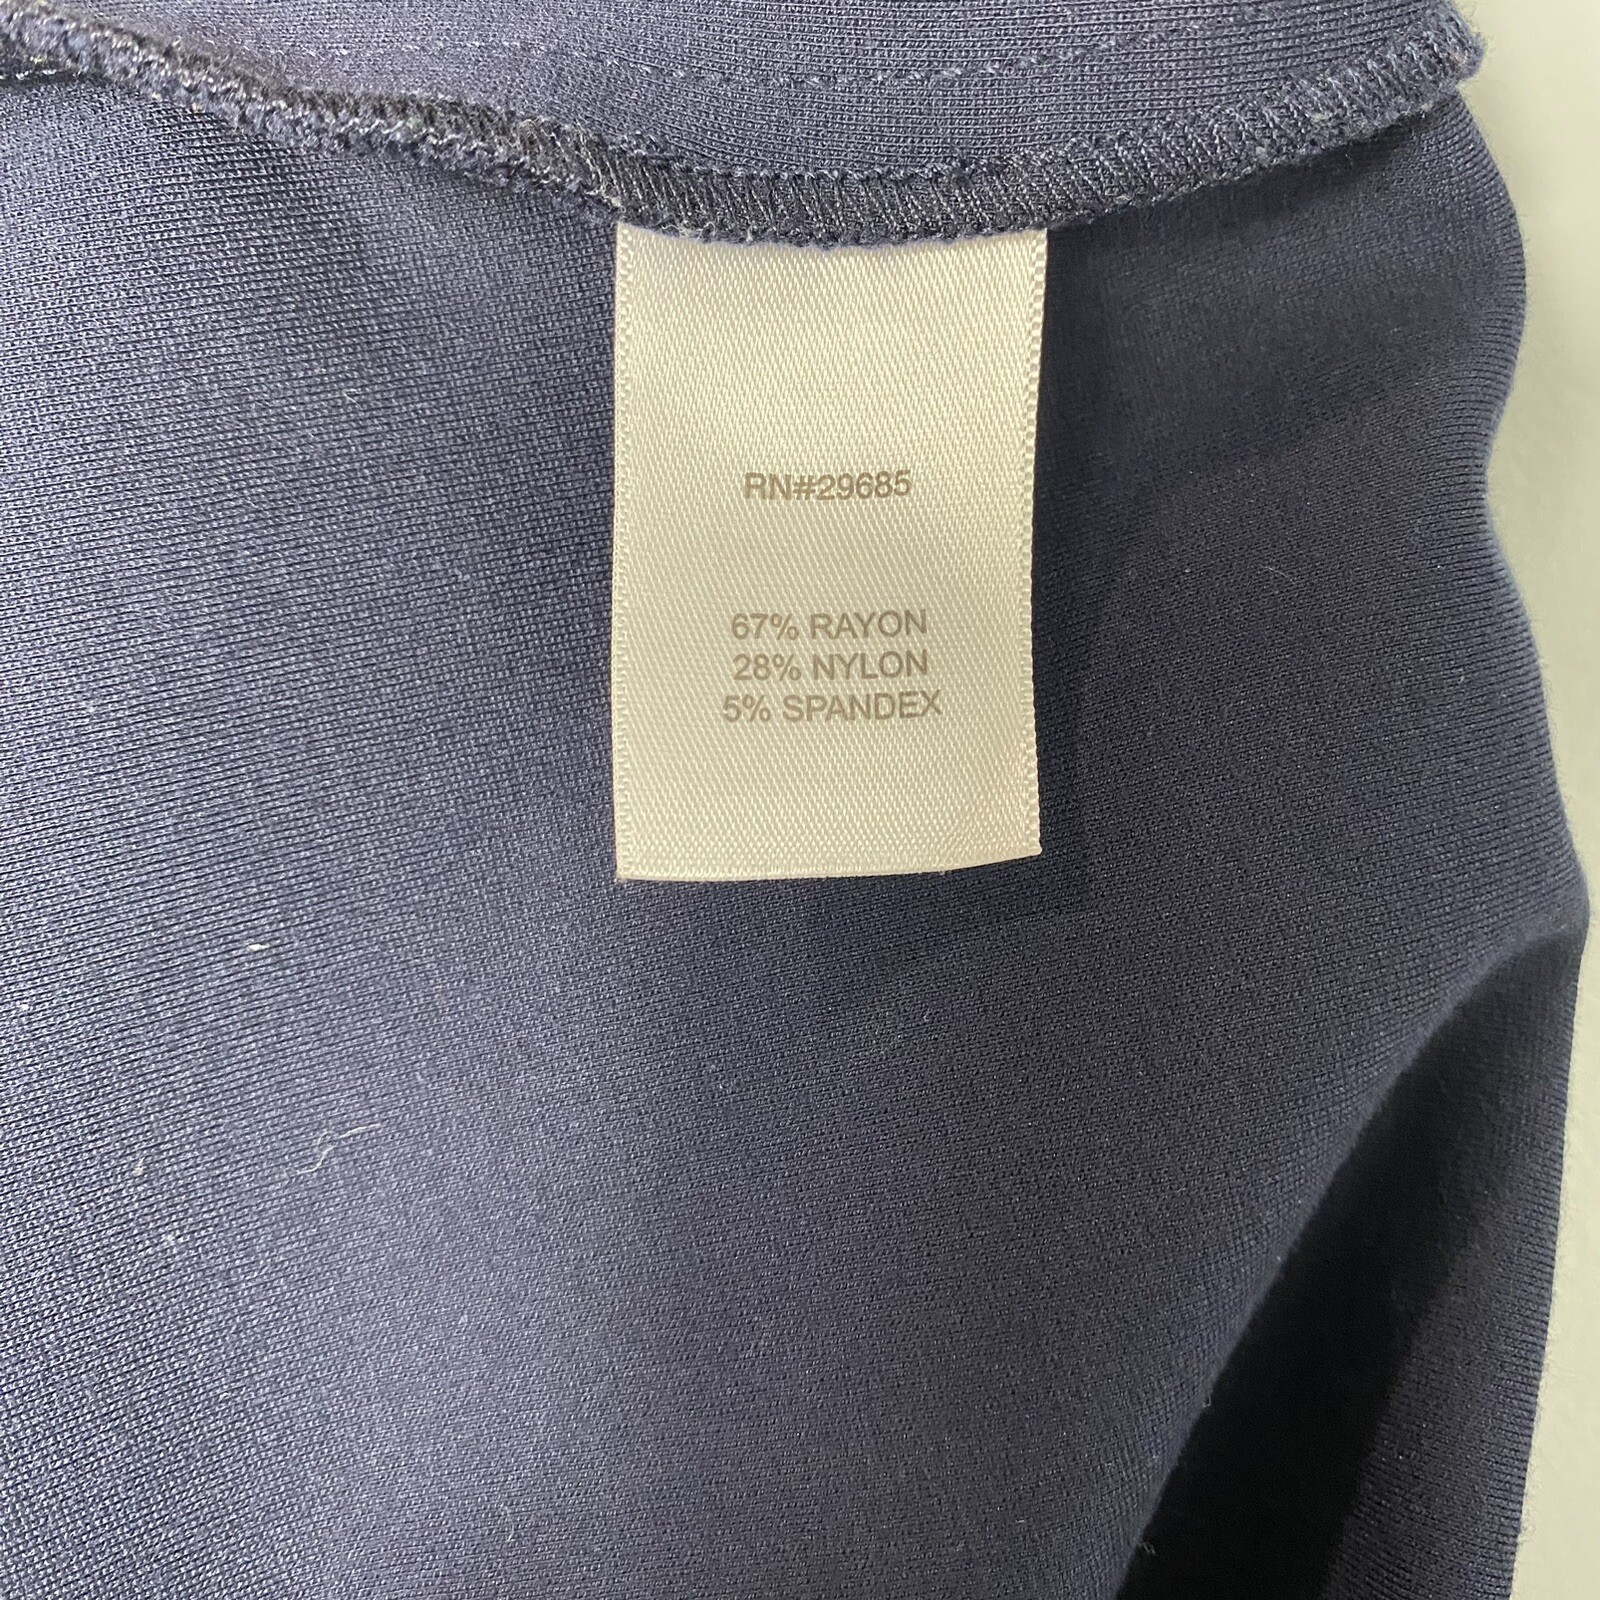 RN#29685
67% RAYON
28% NYLON
5% SPANDEX